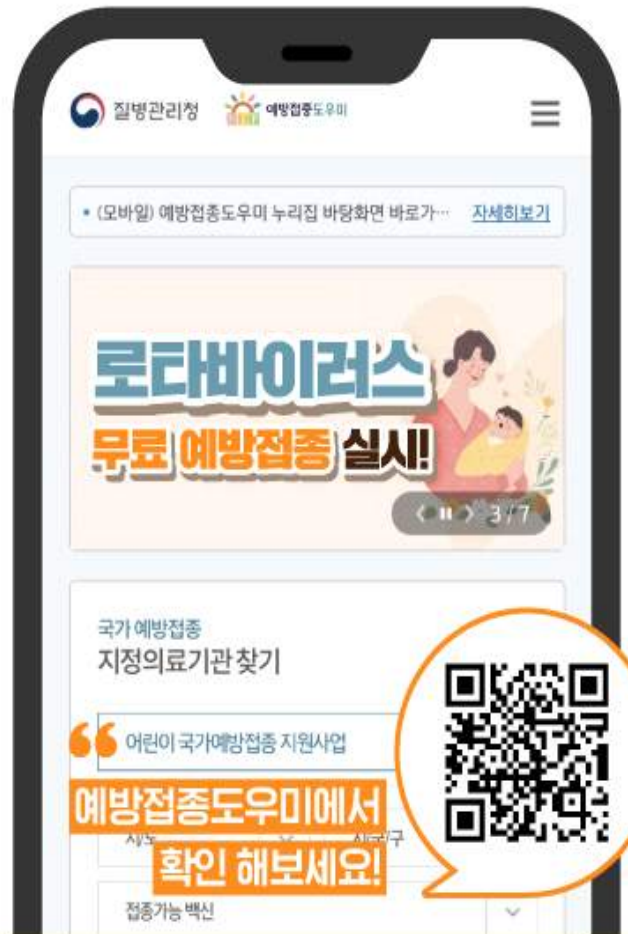 질병관리청 예방접종도우미
• (모바일) 예방접종도우미 누리집 바탕화면 바로가… 자세히보기
로타바이러스
무료 예방접종 실시!
3/7
국가 예방접종
지정의료기관 찾기
어린이 국가예방접종 지원사업
예방접종도우미에서
확인 해보세요!
접종가능 백신